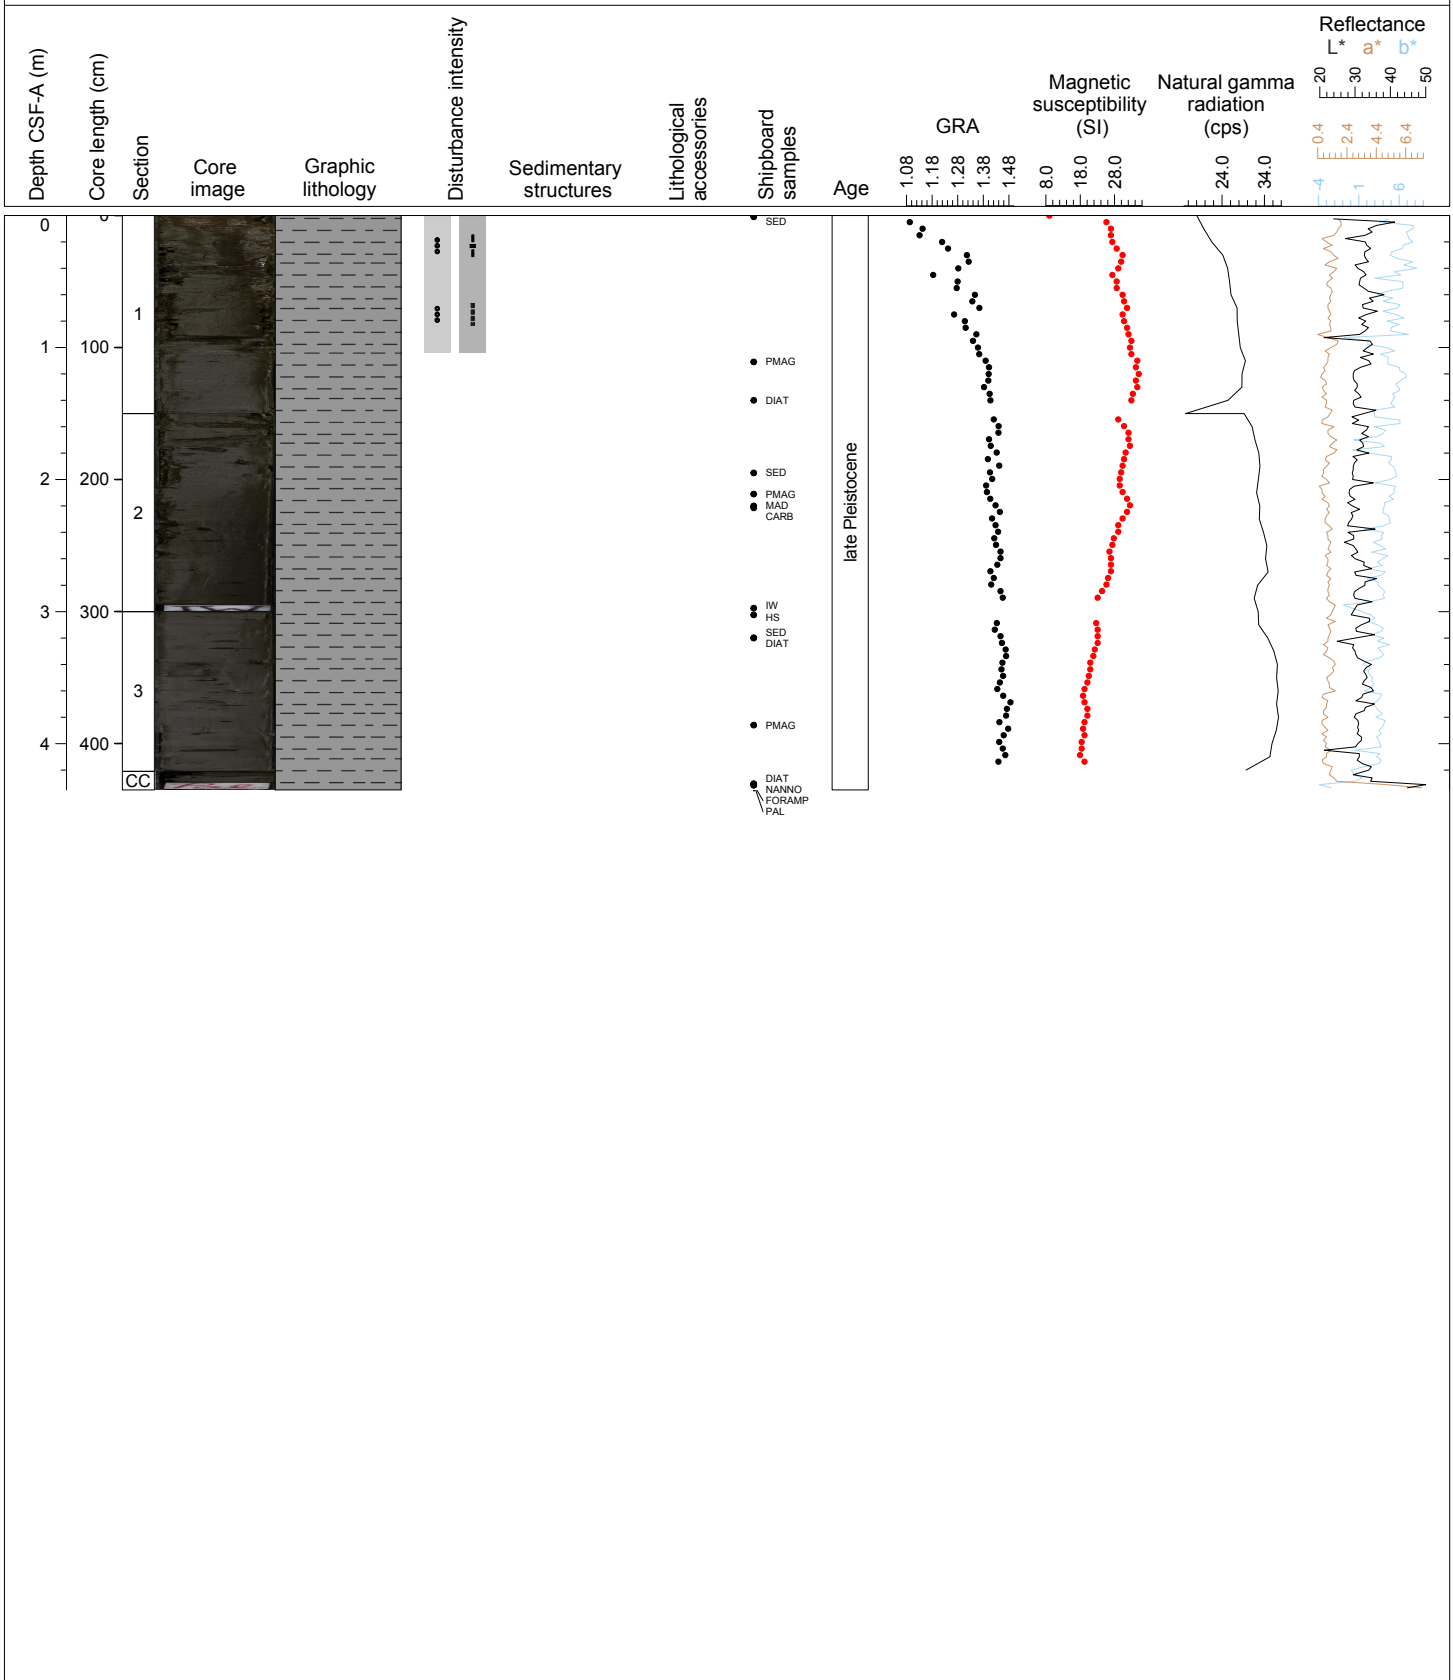 Depth CSF-A (m)
Core length (cm)
Section
Core
image
Graphic
lithology
Disturbance intensity
Sedimentary
structures
Lithological
accessories
Shipboard
samples
Age
GRA
1.08 1.18 1.28 1.38 1.48
Magnetic
susceptibility
(SI)
8.0 18.0 28.0
Natural gamma
radiation
(cps)
24.0 34.0
Reflectance
L* a* b*
20 30 40 50
0.4 2.4 4.4 6.4
-4 1 6
0 0
SED
1
1 100
PMAG
DIAT
late Pleistocene
SED
2 200
PMAG
MAD
2
CARB
IW
3 300
HS
SED
DIAT
3
PMAG
4 400
CC
DIAT
NANNO
FORAMP
PAL